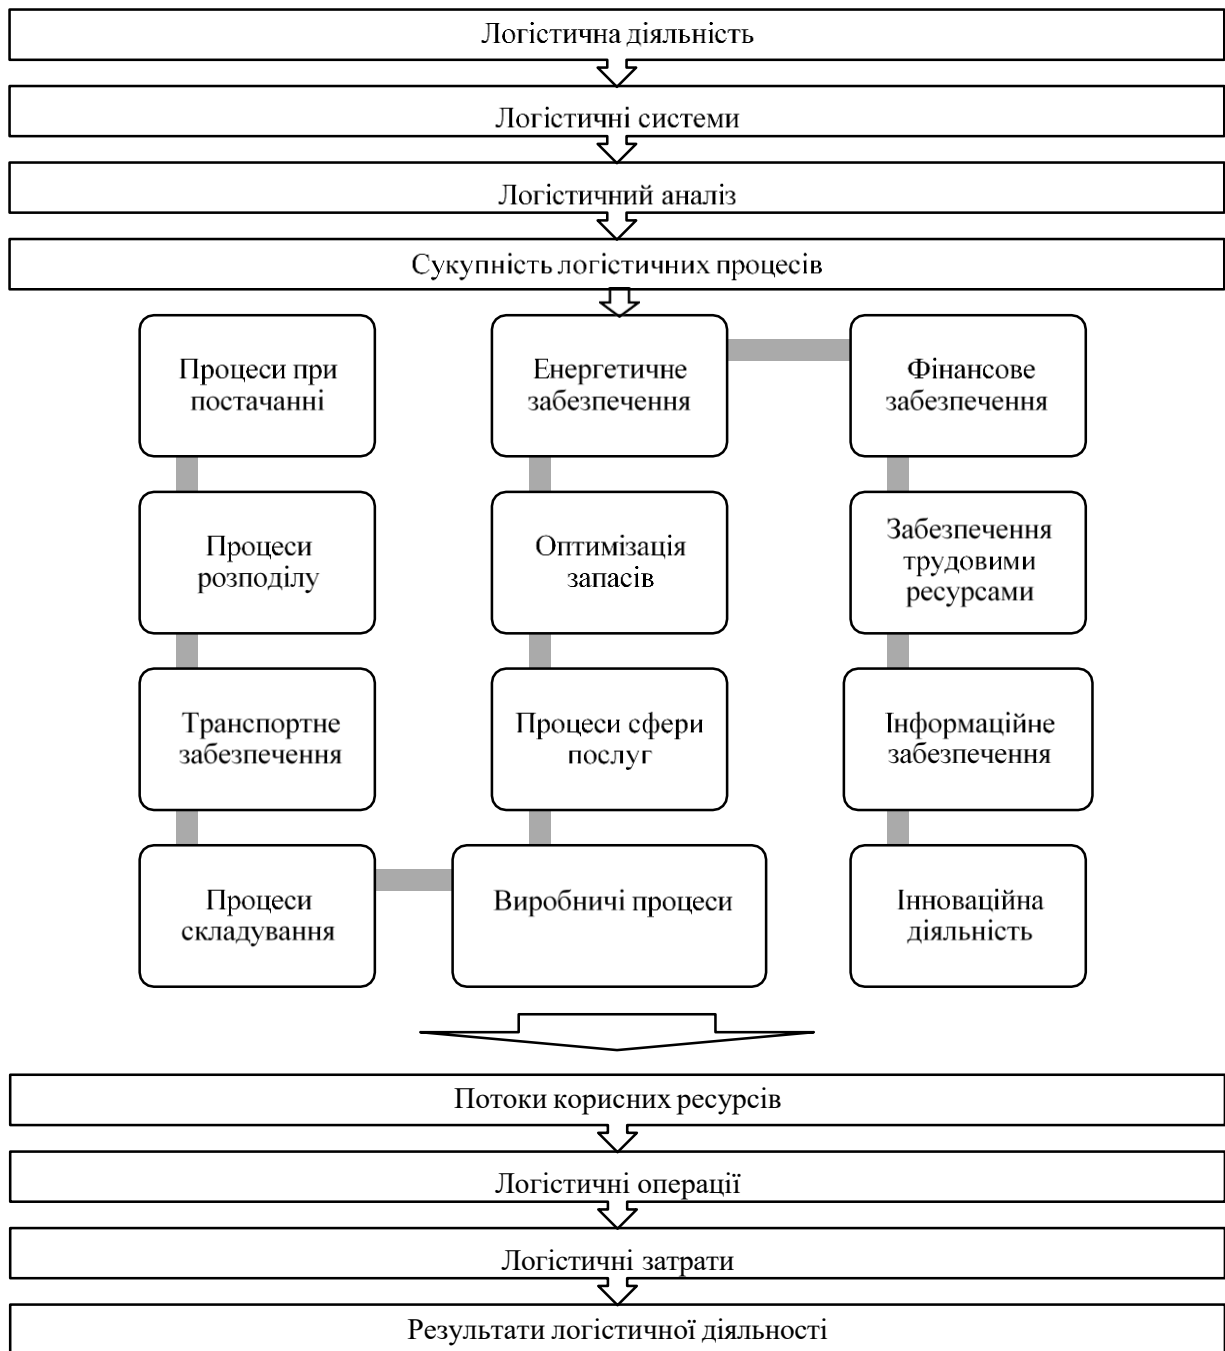 Логістична діяльність
Логістичні системи
Логістичний аналіз
Сукупність логістичних процесів
Процеси при
постачанні
Процеси
розподілу
Транспортне
забезпечення
Процеси
складування
Виробничі процеси
Процеси сфери
послуг
Оптимізація
запасів
Енергетичне
забезпечення
Фінансове
забезпечення
Забезпечення
трудовими
ресурсами
Інформаційне
забезпечення
Інноваційна
діяльність
Потоки корисних ресурсів
Логістичні операції
Логістичні затрати
Результати логістичної діяльності